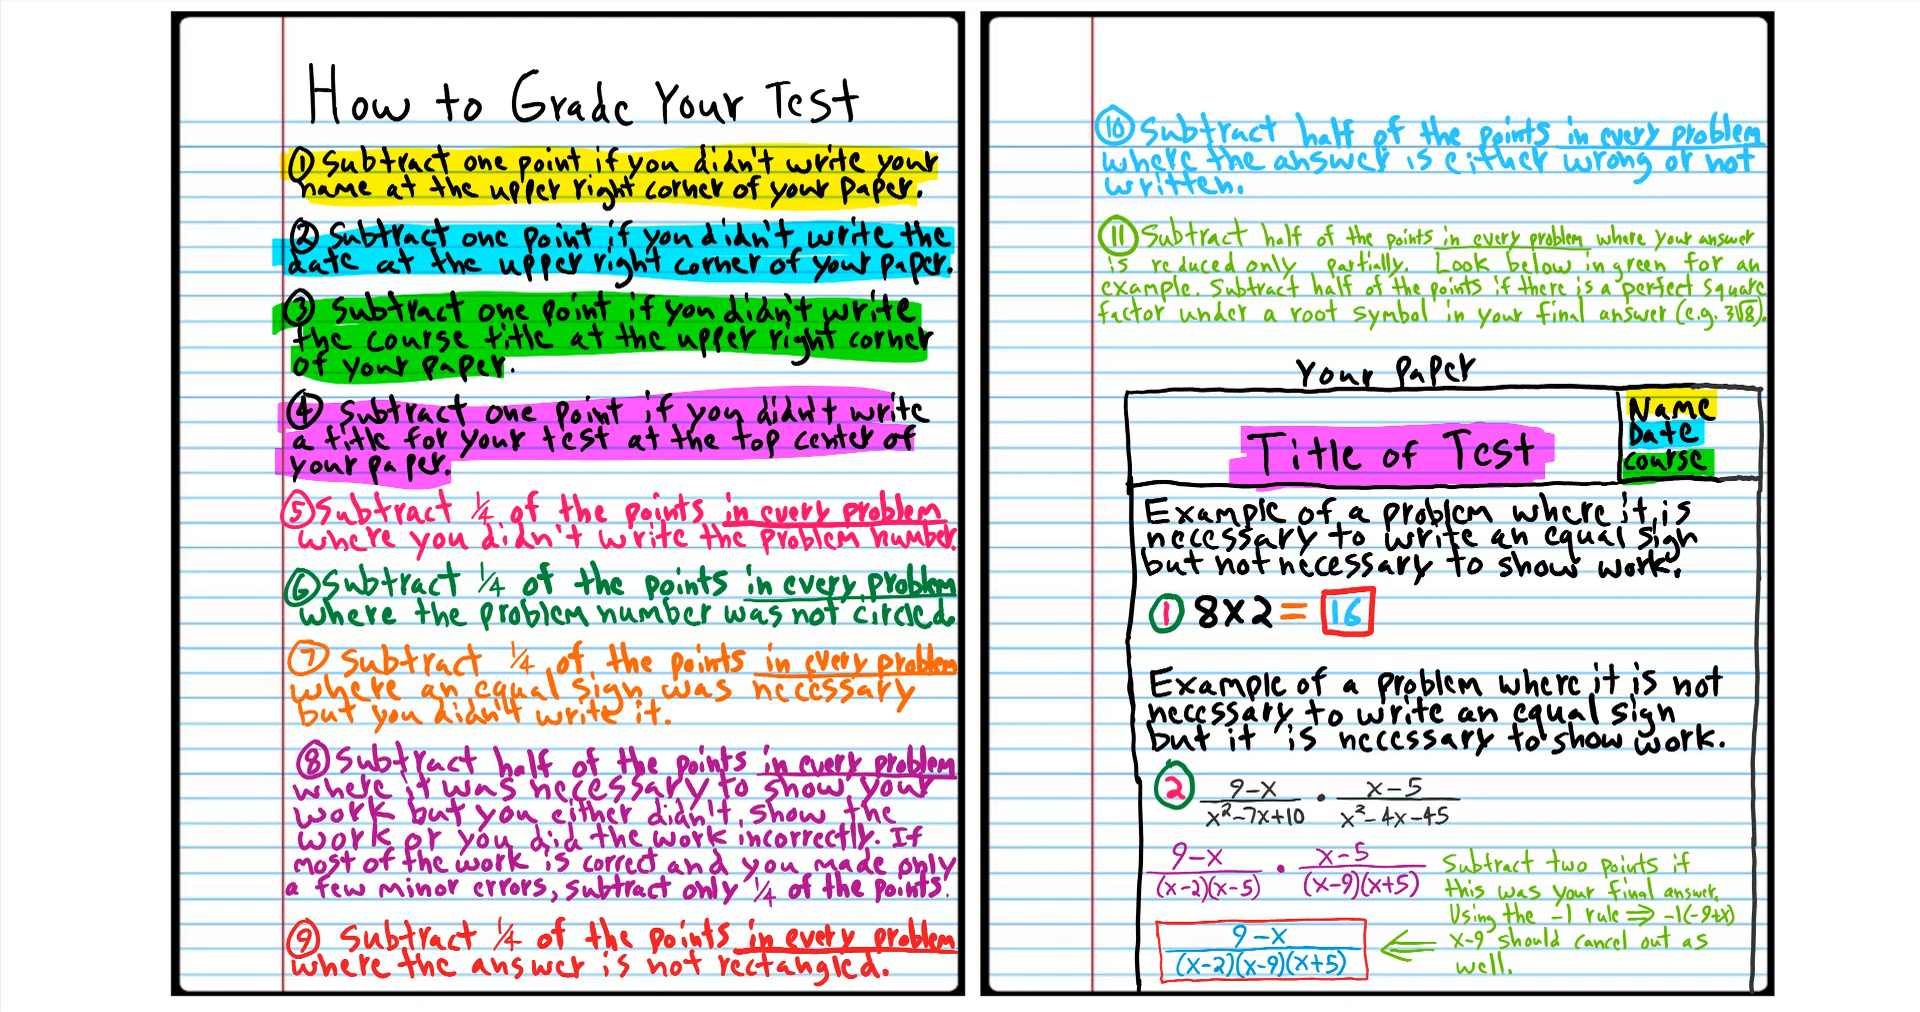 How to Grade Your Test
① Subtract one point if you didn't write your
name at the upper right corner of your paper.
② Subtract one point if you didn't write the
date at the upper right corner of your paper.
③ Subtract one point if you didn't write
the course title at the upper right corner
of your paper.
④ Subtract one point if you didn't write
a title for your test at the top center of
your paper.
⑤ Subtract 1/4 of the points in every problem
where you didn't write the problem number.
⑥ Subtract 1/4 of the points in every problem
where the problem number was not circled.
⑦ Subtract 1/4 of the points in every problem
where an equal sign was necessary
but you didn't write it.
⑧ Subtract half of the points in every problem
where it was necessary to show your
work but you either didn't show the
work or you did the work incorrectly. If
most of the work is correct and you made only
a few minor errors, subtract only 1/4 of the points.
⑨ Subtract 1/4 of the points in every problem
where the answer is not rectangled.
⑩ Subtract half of the points in every problem
where the answer is either wrong or not
written.
⑪ Subtract half of the points in every problem where your answer
is reduced only partially. Look below in green for an
example. Subtract half of the points if there is a perfect square
factor under a root symbol in your final answer (e.g. 3√8).
Your Paper
Name
Date
Course
Title of Test
Example of a problem where it is
necessary to write an equal sign
but not necessary to show work.
① 8x2 = 16
Example of a problem where it is not
necessary to write an equal sign
but it is necessary to show work.
② 9-x / x²-7x+10 · x-5 / x²-4x-45
9-x / (x-2)(x-5) · x-5 / (x-9)(x+5)
9-x / (x-2)(x-9)(x+5)
Subtract two points if
this was your final answer.
Using the -1 rule ⇒ -1(-9+x)
x-9 should cancel out as
well.